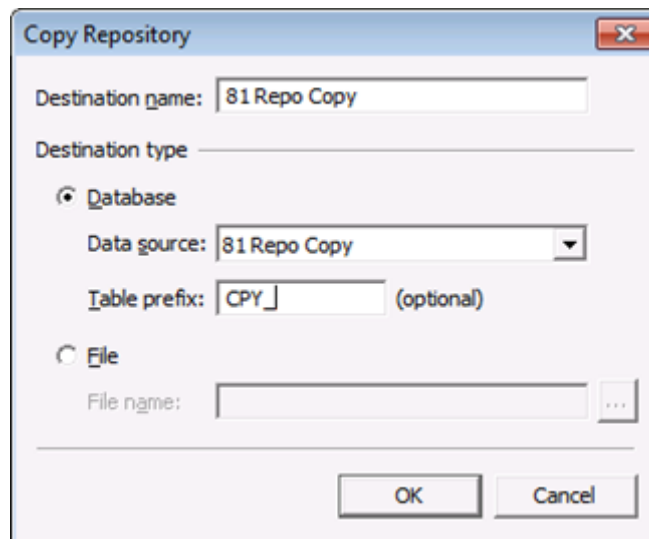 Copy Repository
Destination name: 81 Repo Copy
Destination type
Database
Data source: 81 Repo Copy
Table prefix: CPY_ (optional)
File
File name: ...
OK Cancel